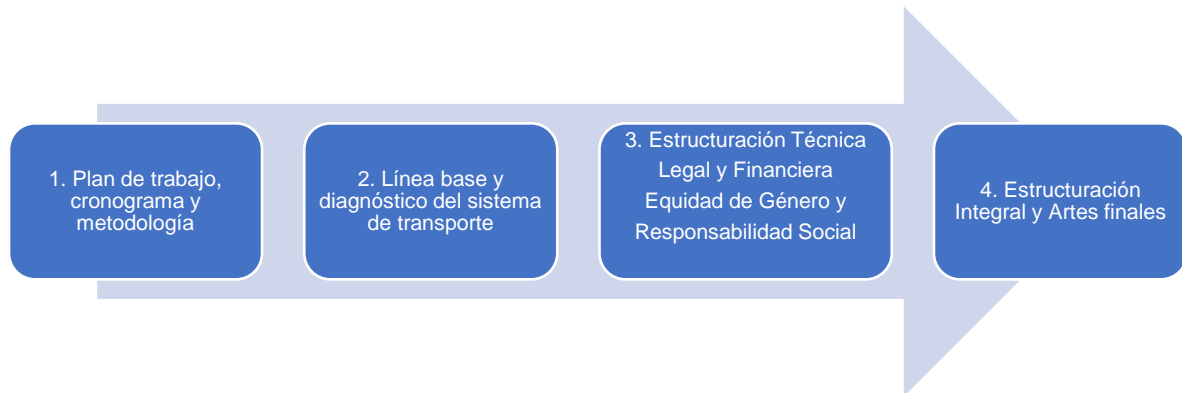 1. Plan de trabajo,
cronograma y
metodología
2. Línea base y
diagnóstico del sistema
de transporte
3. Estructuración Técnica
Legal y Financiera
Equidad de Género y
Responsabilidad Social
4. Estructuración
Integral y Artes finales